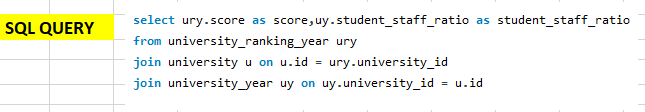 SQL QUERY
select ury.score as score,uy.student_staff_ratio as student_staff_ratio
from university_ranking_year ury
join university u on u.id = ury.university_id
join university_year uy on uy.university_id = u.id